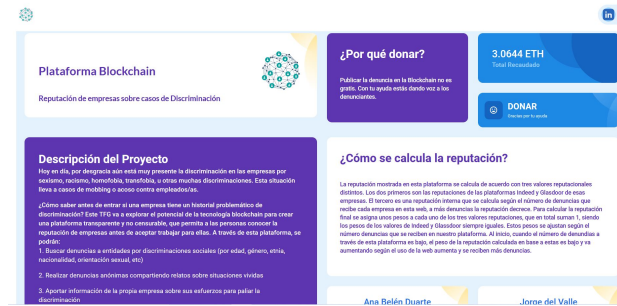 in
Plataforma Blockchain
Reputación de empresas sobre casos de Discriminación
¿Por qué donar?
Publicar la denuncia en la Blockchain no es
gratis. Con tu ayuda estás dando voz a los
denunciantes.
3.0644 ETH
Total Recaudado
DONAR
Gracias por tu ayuda
Descripción del Proyecto
Hoy en día, por desgracia aún está muy presente la discriminación en las empresas por
sexismo, racismo, homofobia, transfobia, u otras muchas discriminaciones. Esta situación
lleva a casos de mobbing o acoso contra empleados/as.
¿Cómo saber antes de entrar si una empresa tiene un historial problemático de
discriminación? Este TFG va a explorar el potencial de la tecnología blockchain para crear
una plataforma transparente y no censurable, que permita a las personas conocer la
reputación de empresas antes de aceptar trabajar para ellas. A través de esta plataforma, se
podrán:
1. Buscar denuncias a entidades por discriminaciones sociales (por edad, género, etnia,
nacionalidad, orientación sexual, etc)
2. Realizar denuncias anónimas compartiendo relatos sobre situaciones vividas
3. Aportar información de la propia empresa sobre sus esfuerzos para paliar la
discriminación
¿Cómo se calcula la reputación?
La reputación mostrada en esta plataforma se calcula de acuerdo con tres valores reputacionales
distintos. Los dos primeros son las reputaciones de las plataformas Indeed y Glasdoor de esas
empresas. El tercero es una reputación interna que se calcula según el número de denuncias que
recibe cada empresa en esta web, a más denuncias la reputación decrece. Para calcular la reputación
final se asigna unos pesos a cada uno de los tres valores reputaciones, que en total suman 1, siendo
los pesos de los valores de Indeed y Glassdoor siempre iguales. Estos pesos se ajustan según el
número denuncias que se reciben en nuestro plataforma. Al inicio, cuando el número de denuncias a
través de esta plataforma es bajo, el peso de la reputación calculada en base a estas es bajo y va
aumentando según el uso de la web aumenta y se reciben más denuncias.
Ana Belén Duarte
Jorge del Valle